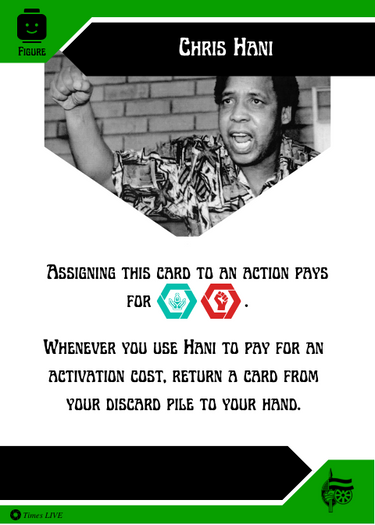 Figure
Chris Hani
Assigning this card to an action pays
for .
Whenever you use Hani to pay for an
activation cost, return a card from
your discard pile to your hand.
Times LIVE